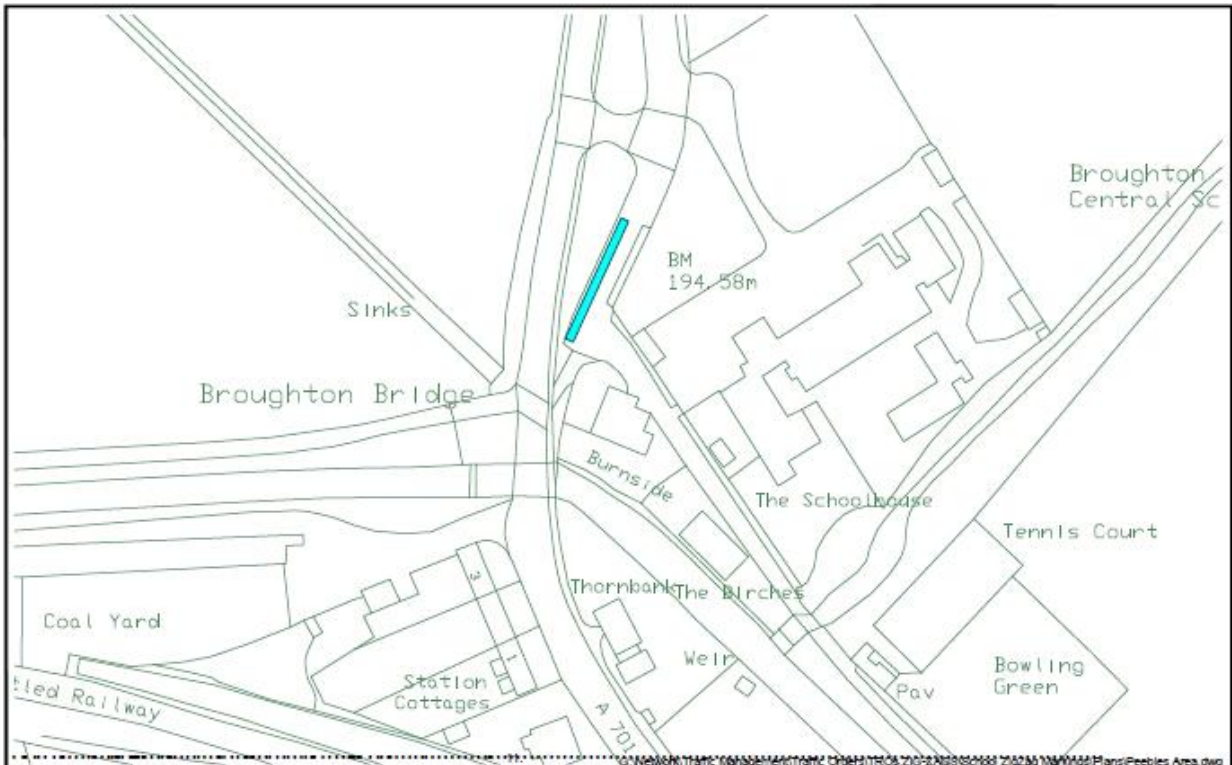 Broughton
Central Sc
BM
194.58m
Sinks
Broughton Bridge
Burnside
The Schoolhouse
Tennis Court
Thornbank
The Birches
Coal Yard
3
Weir
Bowling
Green
1
Station
Cottages
Pav
tled Railway
A 701